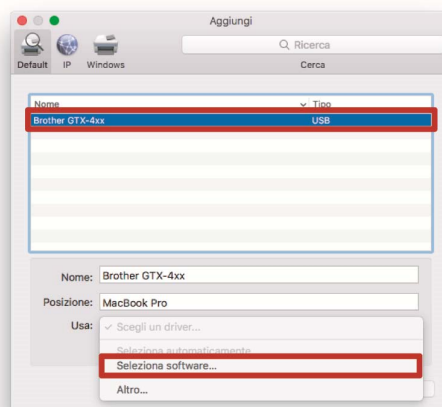 Aggiungi
Default IP Windows
Ricerca
Cerca
Nome Tipo
Brother GTX-4xx USB
Nome: Brother GTX-4xx
Posizione: MacBook Pro
Usa: ✓ Scegli un driver...
Seleziona automaticamente
Seleziona software...
Altro...